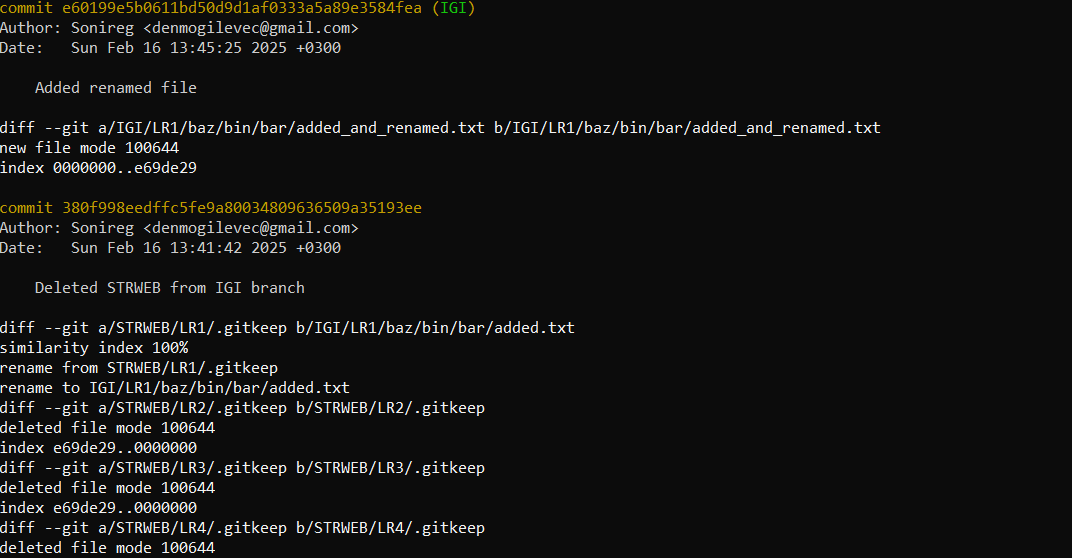 commit e60199e5b0611bd50d9d1af0333a5a89e3584fea (IGI)
Author: Sonireg <denmogilevec@gmail.com>
Date:   Sun Feb 16 13:45:25 2025 +0300
    Added renamed file
diff --git a/IGI/LR1/baz/bin/bar/added_and_renamed.txt b/IGI/LR1/baz/bin/bar/added_and_renamed.txt
new file mode 100644
index 0000000..e69de29
commit 380f998eedffc5fe9a80034809636509a35193ee
Author: Sonireg <denmogilevec@gmail.com>
Date:   Sun Feb 16 13:41:42 2025 +0300
    Deleted STRWEB from IGI branch
diff --git a/STRWEB/LR1/.gitkeep b/IGI/LR1/baz/bin/bar/added.txt
similarity index 100%
rename from STRWEB/LR1/.gitkeep
rename to IGI/LR1/baz/bin/bar/added.txt
diff --git a/STRWEB/LR2/.gitkeep b/STRWEB/LR2/.gitkeep
deleted file mode 100644
index e69de29..0000000
diff --git a/STRWEB/LR3/.gitkeep b/STRWEB/LR3/.gitkeep
deleted file mode 100644
index e69de29..0000000
diff --git a/STRWEB/LR4/.gitkeep b/STRWEB/LR4/.gitkeep
deleted file mode 100644